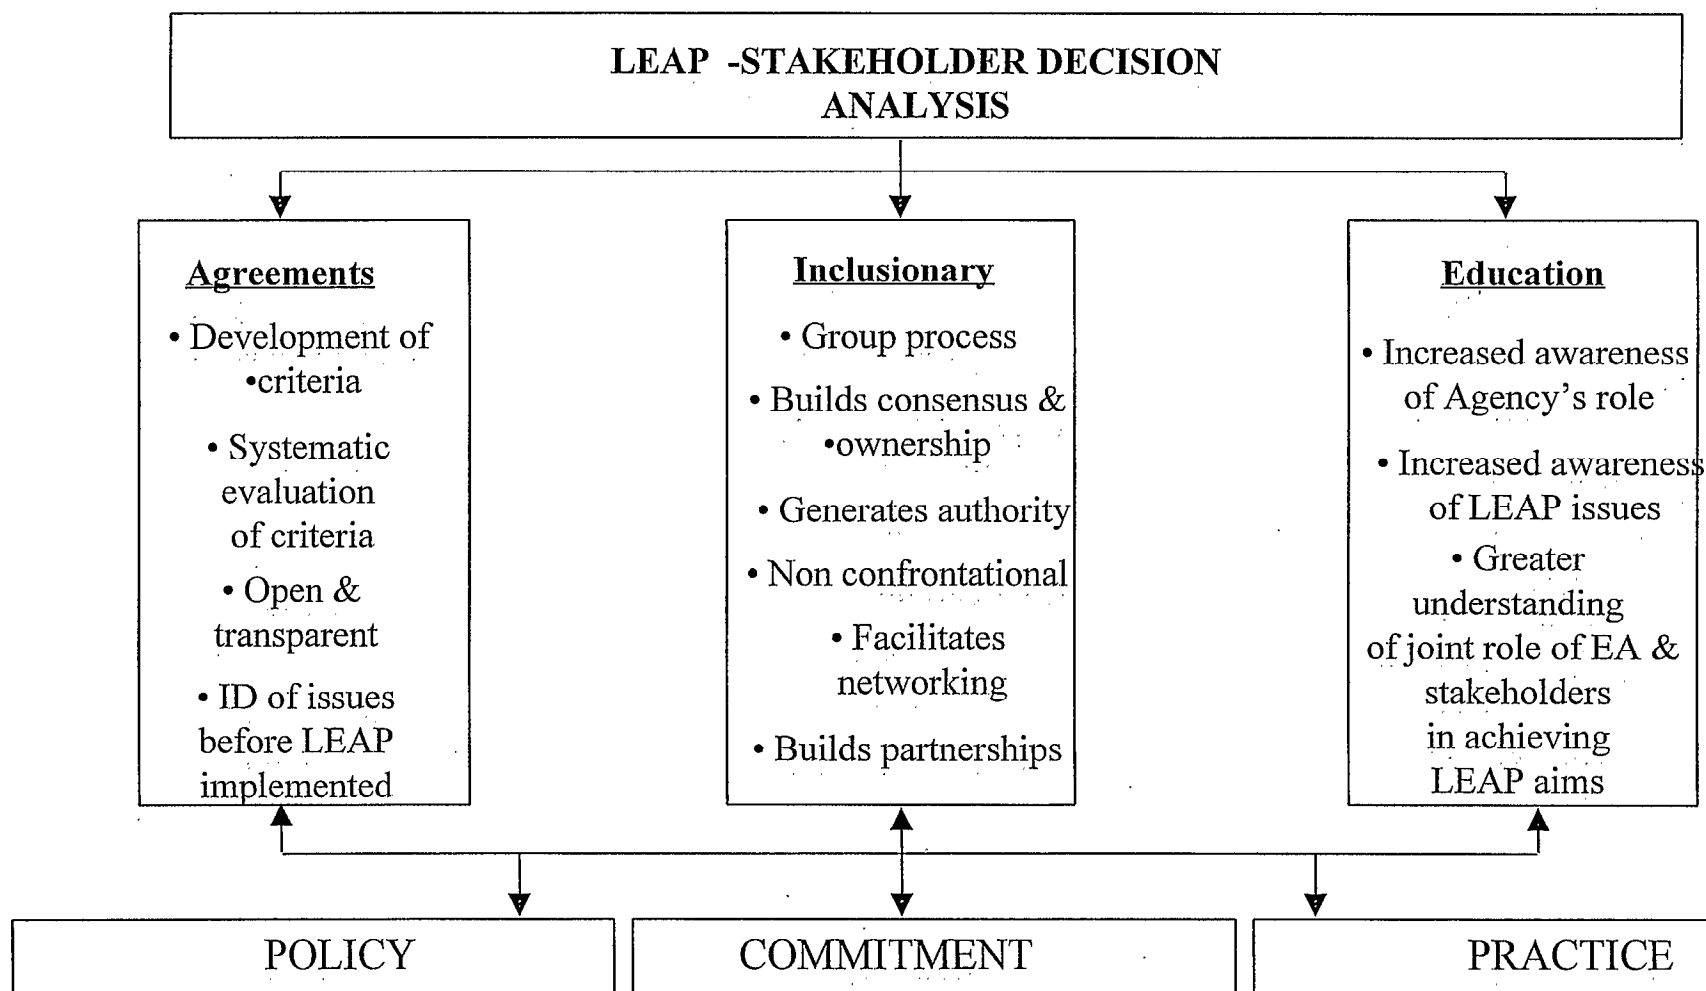 LEAP -STAKEHOLDER DECISION
ANALYSIS
Agreements
• Development of
•criteria
• Systematic
evaluation
of criteria
• Open &
transparent
• ID of issues
before LEAP
implemented
Inclusionary
• Group process
• Builds consensus &
•ownership
• Generates authority
• Non confrontational
• Facilitates
networking
• Builds partnerships
Education
• Increased awareness
of Agency’s role
• Increased awareness
of LEAP issues
• Greater
understanding
of joint role of EA &
stakeholders
in achieving
LEAP aims
POLICY
COMMITMENT
PRACTICE